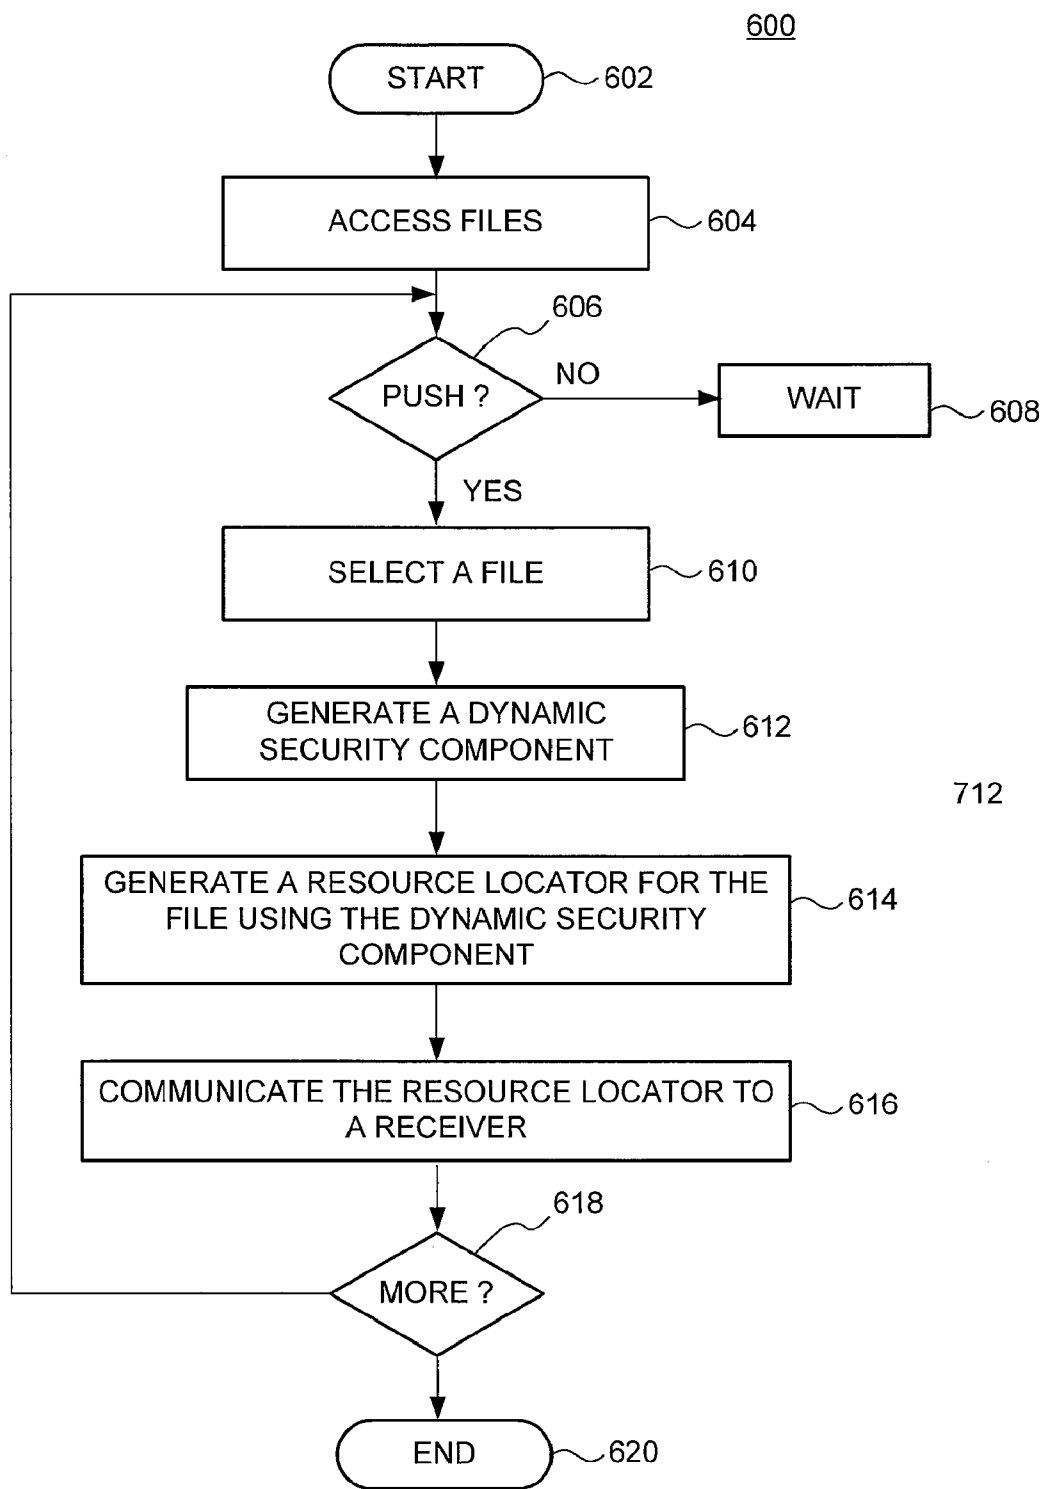 600
START
602
ACCESS FILES
604
606
PUSH ?
NO
WAIT
608
YES
SELECT A FILE
610
GENERATE A DYNAMIC
SECURITY COMPONENT
612
712
GENERATE A RESOURCE LOCATOR FOR THE
FILE USING THE DYNAMIC SECURITY
COMPONENT
614
COMMUNICATE THE RESOURCE LOCATOR TO
A RECEIVER
616
618
MORE ?
END
620